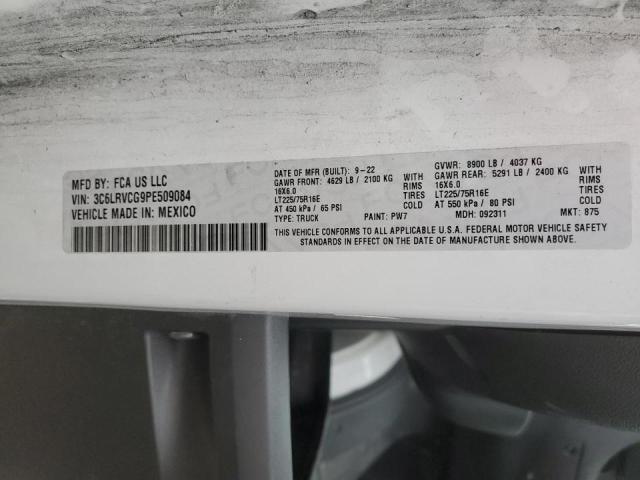 MFD BY: FCA US LLC
VIN: 3C6LRVCG9PE509084
VEHICLE MADE IN: MEXICO
DATE OF MFR (BUILT): 9-22
GAWR FRONT: 4629 LB / 2100 KG WITH
16X6.0 RIMS
LT225/75R16E TIRES
AT 450 kPa / 65 PSI COLD
TYPE: TRUCK PAINT: PW7
GVWR: 8900 LB / 4037 KG
GAWR REAR: 5291 LB / 2400 KG WITH
16X6.0 RIMS
LT225/75R16E TIRES
AT 550 kPa / 80 PSI COLD
MDH: 092311 MKT: 875
THIS VEHICLE CONFORMS TO ALL APPLICABLE U.S.A. FEDERAL MOTOR VEHICLE SAFETY
STANDARDS IN EFFECT ON THE DATE OF MANUFACTURE SHOWN ABOVE.